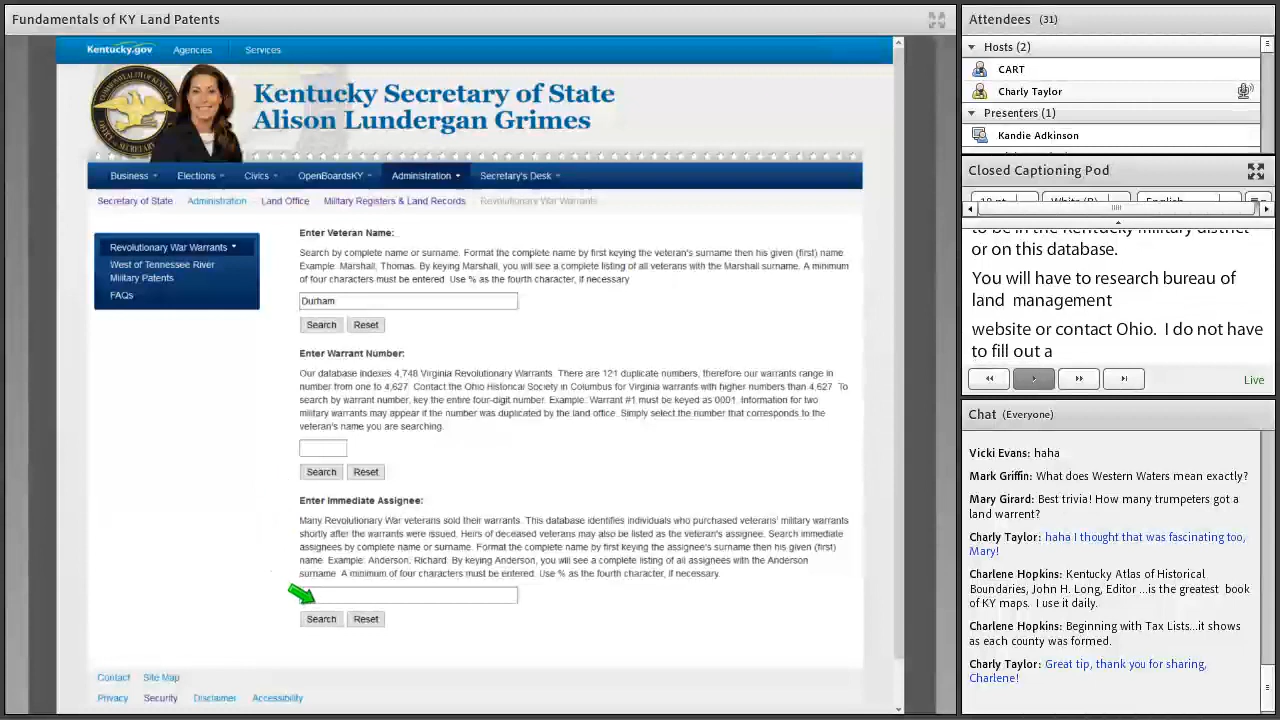 Fundamentals of KY Land Patents
Kentucky.gov Agencies Services
Kentucky Secretary of State
Alison Lundergan Grimes
Business Elections Civics OpenBoardsKY Administration Secretary's Desk
Secretary of State Administration Land Office Military Registers & Land Records Revolutionary War Warrants
Revolutionary War Warrants
West of Tennessee River
Military Patents
FAQs
Enter Veteran Name:
Search by complete name or surname. Format the complete name by first keying the veteran's surname then his given (first) name
Example: Marshall, Thomas. By keying Marshall, you will see a complete listing of all veterans with the Marshall surname. A minimum
of four characters must be entered. Use % as the fourth character, if necessary
Durham
Search Reset
Enter Warrant Number:
Our database indexes 4,748 Virginia Revolutionary Warrants. There are 121 duplicate numbers, therefore our warrants range in
number from one to 4,627. Contact the Ohio Historical Society in Columbus for Virginia warrants with higher numbers than 4,627. To
search by warrant number, key the entire four-digit number. Example: Warrant #1 must be keyed as 0001. Information for two
military warrants may appear if the number was duplicated by the land office. Simply select the number that corresponds to the
veteran's name you are searching.
Search Reset
Enter Immediate Assignee:
Many Revolutionary War veterans sold their warrants. This database identifies individuals who purchased veterans' military warrants
shortly after the warrants were issued. Heirs of deceased veterans may also be listed as the veteran's assignee. Search immediate
assignees by complete name or surname. Format the complete name by first keying the assignee's surname then his given (first)
name. Example: Anderson, Richard. By keying Anderson, you will see a complete listing of all assignees with the Anderson
surname. A minimum of four characters must be entered. Use % as the fourth character, if necessary.
Search Reset
Contact Site Map
Privacy Security Disclaimer Accessibility
Attendees (31)
Hosts (2)
CART
Charly Taylor
Presenters (1)
Kandie Adkinson
Closed Captioning Pod
to be in the Kentucky military district
or on this database.
You will have to research bureau of
land management
website or contact Ohio. I do not have
to fill out a
Live
Chat (Everyone)
Vicki Evans: haha
Mark Griffin: What does Western Waters mean exactly?
Mary Girard: Best trivia! How many trumpeters got a
land warrent?
Charly Taylor: haha I thought that was fascinating too,
Mary!
Charlene Hopkins: Kentucky Atlas of Historical
Boundaries, John H. Long, Editor ...is the greatest book
of KY maps. I use it daily.
Charlene Hopkins: Beginning with Tax Lists...it shows
as each county was formed.
Charly Taylor: Great tip, thank you for sharing,
Charlene!